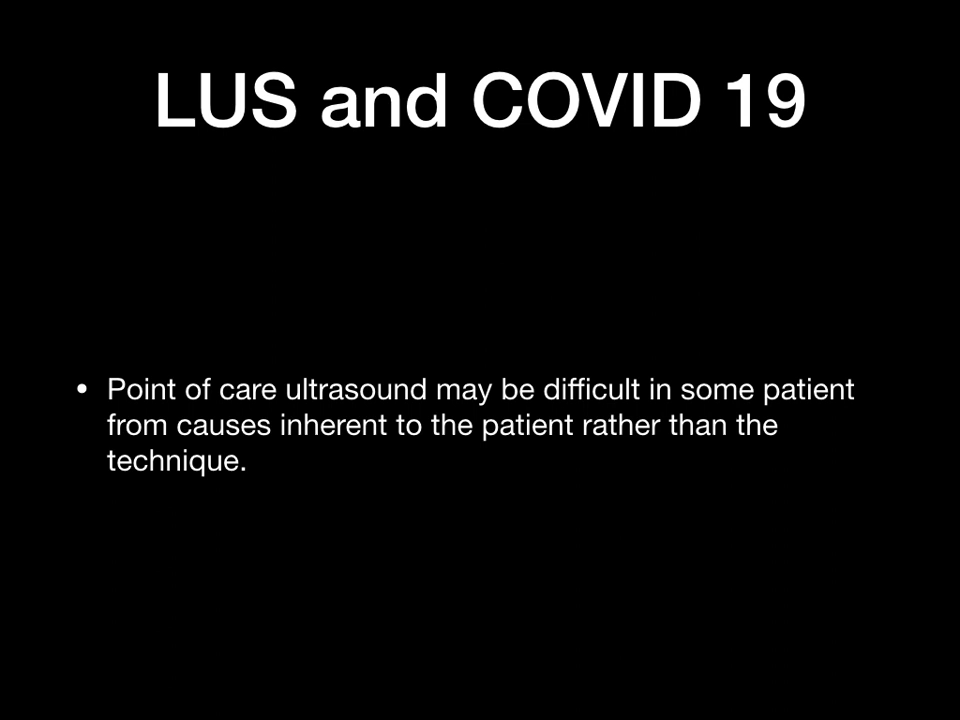 LUS and COVID 19
• Point of care ultrasound may be difficult in some patient
from causes inherent to the patient rather than the
technique.